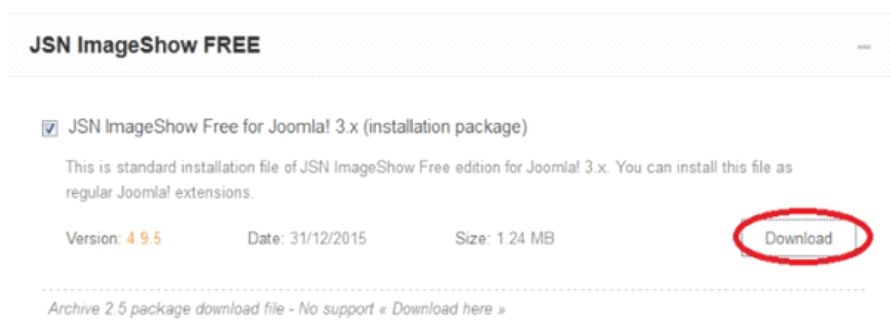 JSN ImageShow FREE
JSN ImageShow Free for Joomla! 3.x (installation package)
This is standard installation file of JSN ImageShow Free edition for Joomla! 3.x. You can install this file as
regular Joomla! extensions.
Version: 4.9.5 Date: 31/12/2015 Size: 1.24 MB Download
Archive 2.5 package download file - No support « Download here »